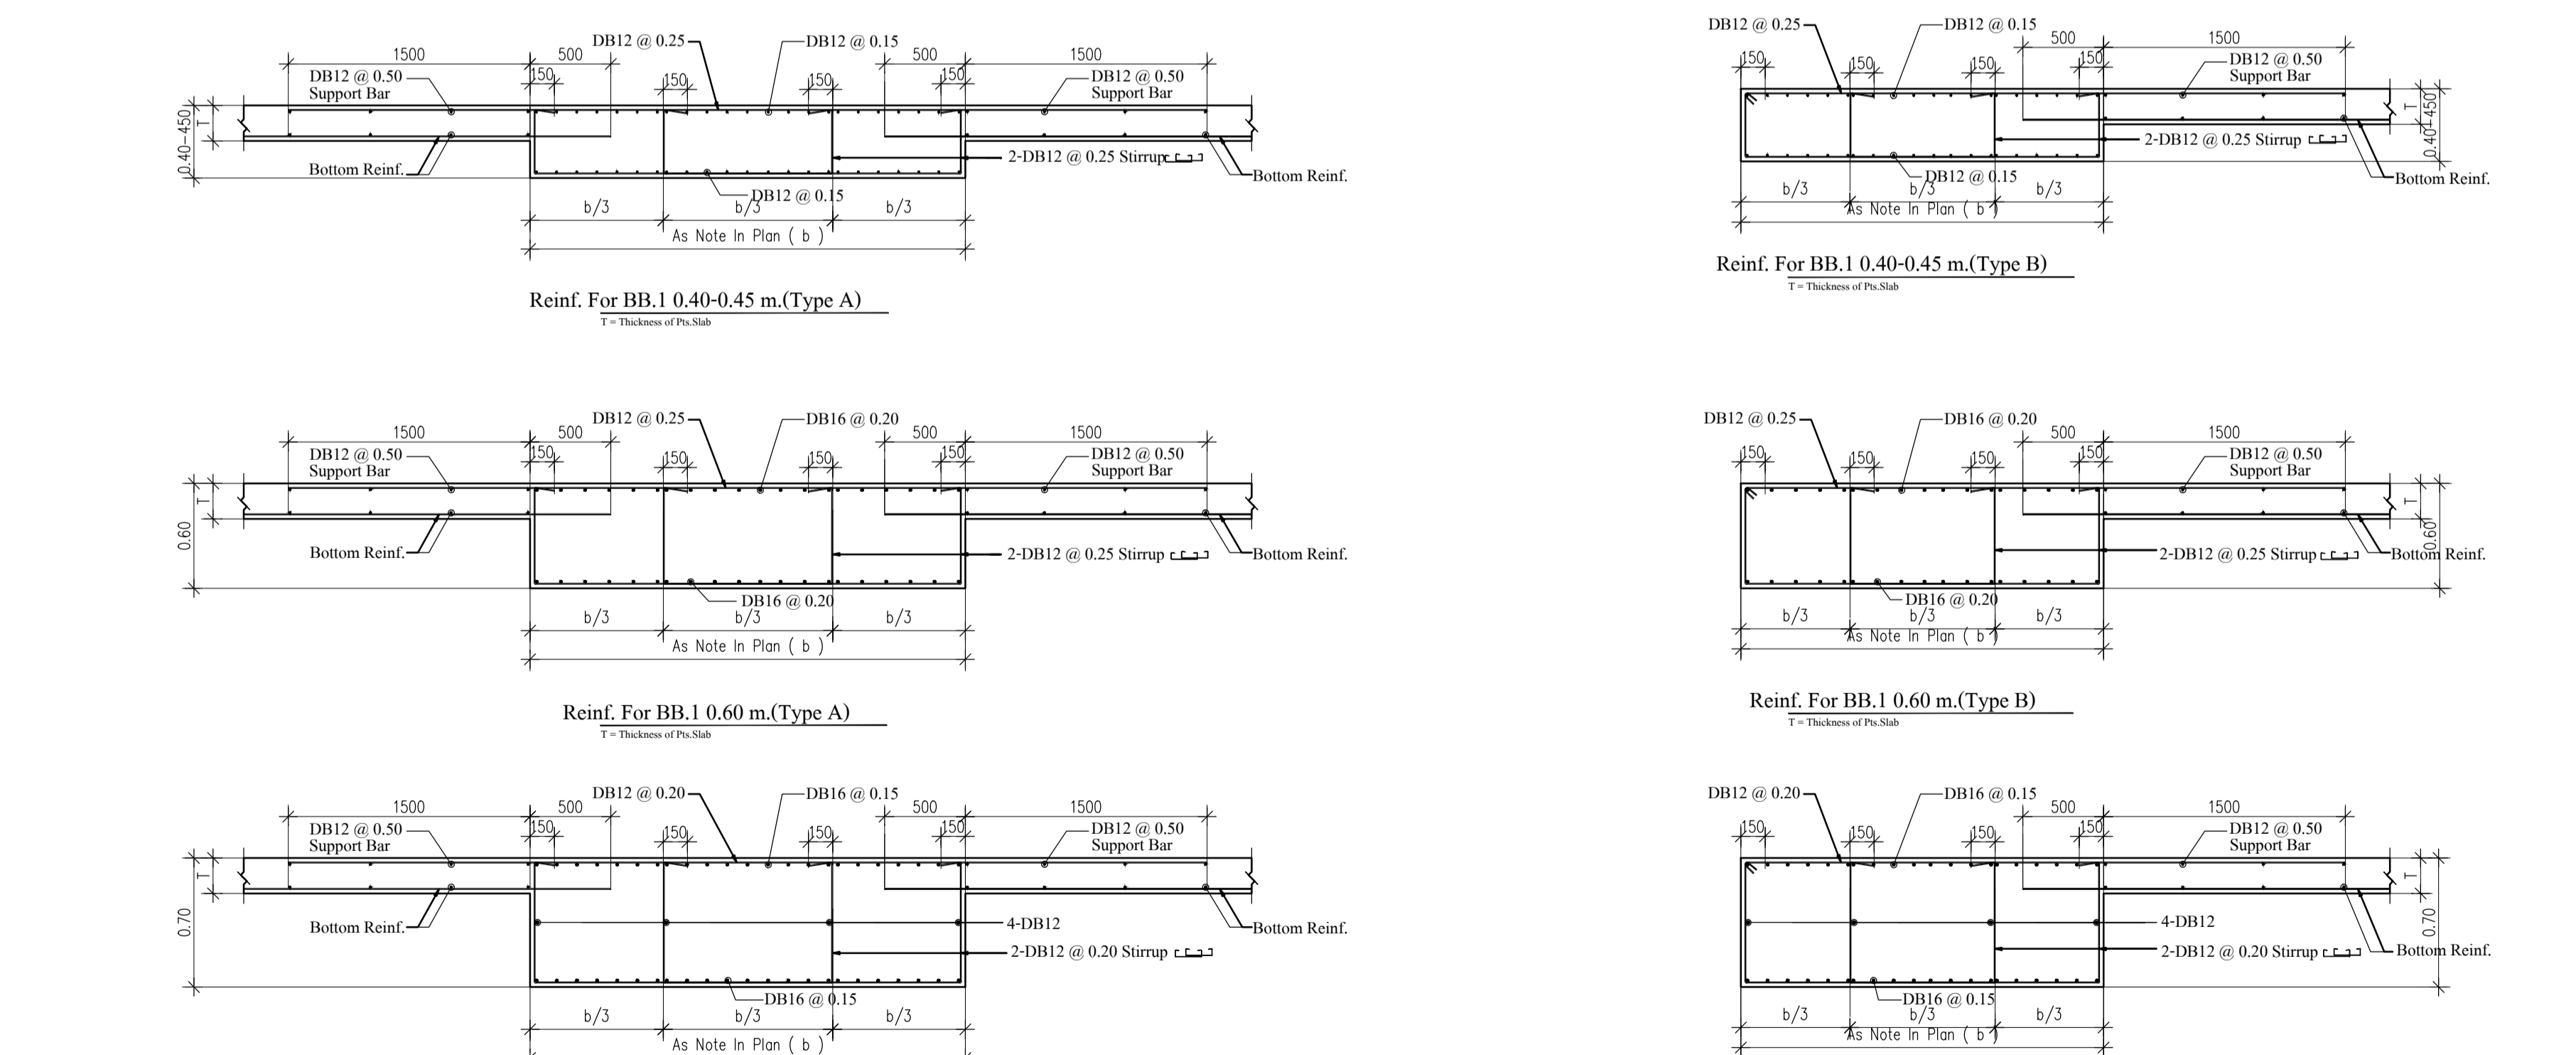 DB12 @ 0.25
DB12 @ 0.15
1500
500
500
1500
DB12 @ 0.50
Support Bar
150
150
150
150
DB12 @ 0.50
Support Bar
0.40-450
T
Bottom Reinf.
2-DB12 @ 0.25 Stirrup
Bottom Reinf.
DB12 @ 0.15
b/3
b/3
b/3
As Note In Plan ( b )
Reinf. For BB.1 0.40-0.45 m.(Type A)
T = Thickness of Pts.Slab
DB12 @ 0.25
DB12 @ 0.15
500
1500
150
150
150
150
DB12 @ 0.50
Support Bar
T
0.40-450
2-DB12 @ 0.25 Stirrup
Bottom Reinf.
DB12 @ 0.15
b/3
b/3
b/3
As Note In Plan ( b )
Reinf. For BB.1 0.40-0.45 m.(Type B)
T = Thickness of Pts.Slab
DB12 @ 0.25
DB16 @ 0.20
1500
500
500
1500
DB12 @ 0.50
Support Bar
150
150
150
150
DB12 @ 0.50
Support Bar
T
0.60
Bottom Reinf.
2-DB12 @ 0.25 Stirrup
Bottom Reinf.
DB16 @ 0.20
b/3
b/3
b/3
As Note In Plan ( b )
Reinf. For BB.1 0.60 m.(Type A)
T = Thickness of Pts.Slab
DB12 @ 0.25
DB16 @ 0.20
500
1500
150
150
150
150
DB12 @ 0.50
Support Bar
T
0.60
2-DB12 @ 0.25 Stirrup
Bottom Reinf.
DB16 @ 0.20
b/3
b/3
b/3
As Note In Plan ( b )
Reinf. For BB.1 0.60 m.(Type B)
T = Thickness of Pts.Slab
DB12 @ 0.20
DB16 @ 0.15
1500
500
500
1500
DB12 @ 0.50
Support Bar
150
150
150
150
DB12 @ 0.50
Support Bar
T
0.70
Bottom Reinf.
4-DB12
Bottom Reinf.
2-DB12 @ 0.20 Stirrup
DB16 @ 0.15
b/3
b/3
b/3
As Note In Plan ( b )
DB12 @ 0.20
DB16 @ 0.15
500
1500
150
150
150
150
DB12 @ 0.50
Support Bar
T
0.70
4-DB12
2-DB12 @ 0.20 Stirrup
Bottom Reinf.
DB16 @ 0.15
b/3
b/3
b/3
As Note In Plan ( b )